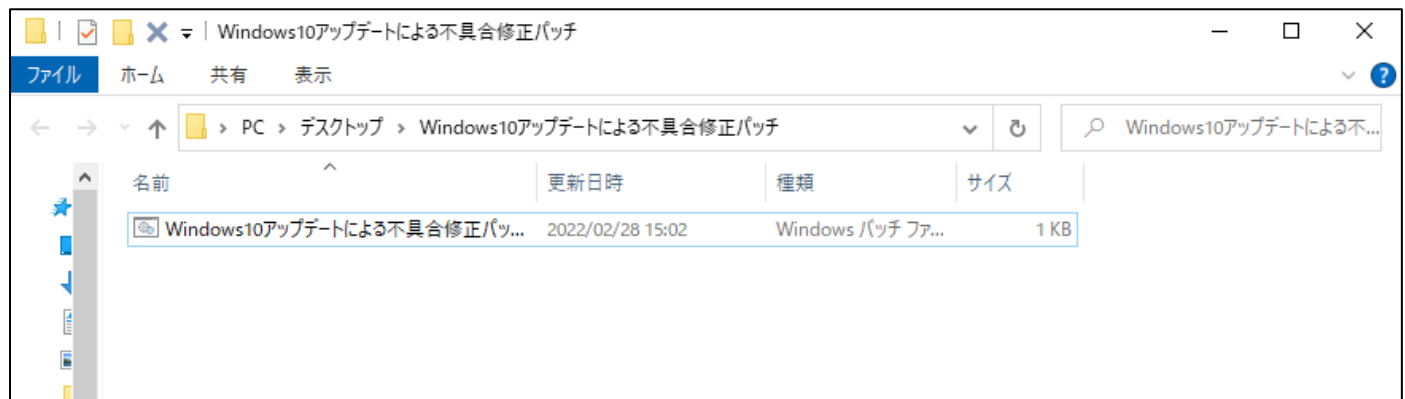 Windows10アップデートによる不具合修正パッチ
ファイル ホーム 共有 表示
PC > デスクトップ > Windows10アップデートによる不具合修正パッチ Windows10アップデートによる不...
名前 更新日時 種類 サイズ
Windows10アップデートによる不具合修正パッ... 2022/02/28 15:02 Windows バッチ ファ... 1 KB